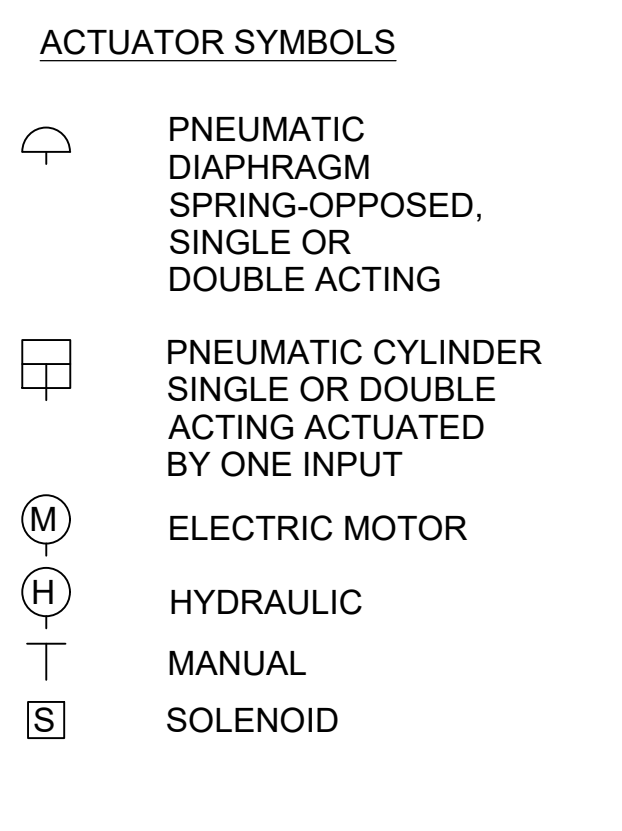 ACTUATOR SYMBOLS
PNEUMATIC
DIAPHRAGM
SPRING-OPPOSED,
SINGLE OR
DOUBLE ACTING
PNEUMATIC CYLINDER
SINGLE OR DOUBLE
ACTING ACTUATED
BY ONE INPUT
M ELECTRIC MOTOR
H HYDRAULIC
MANUAL
S SOLENOID